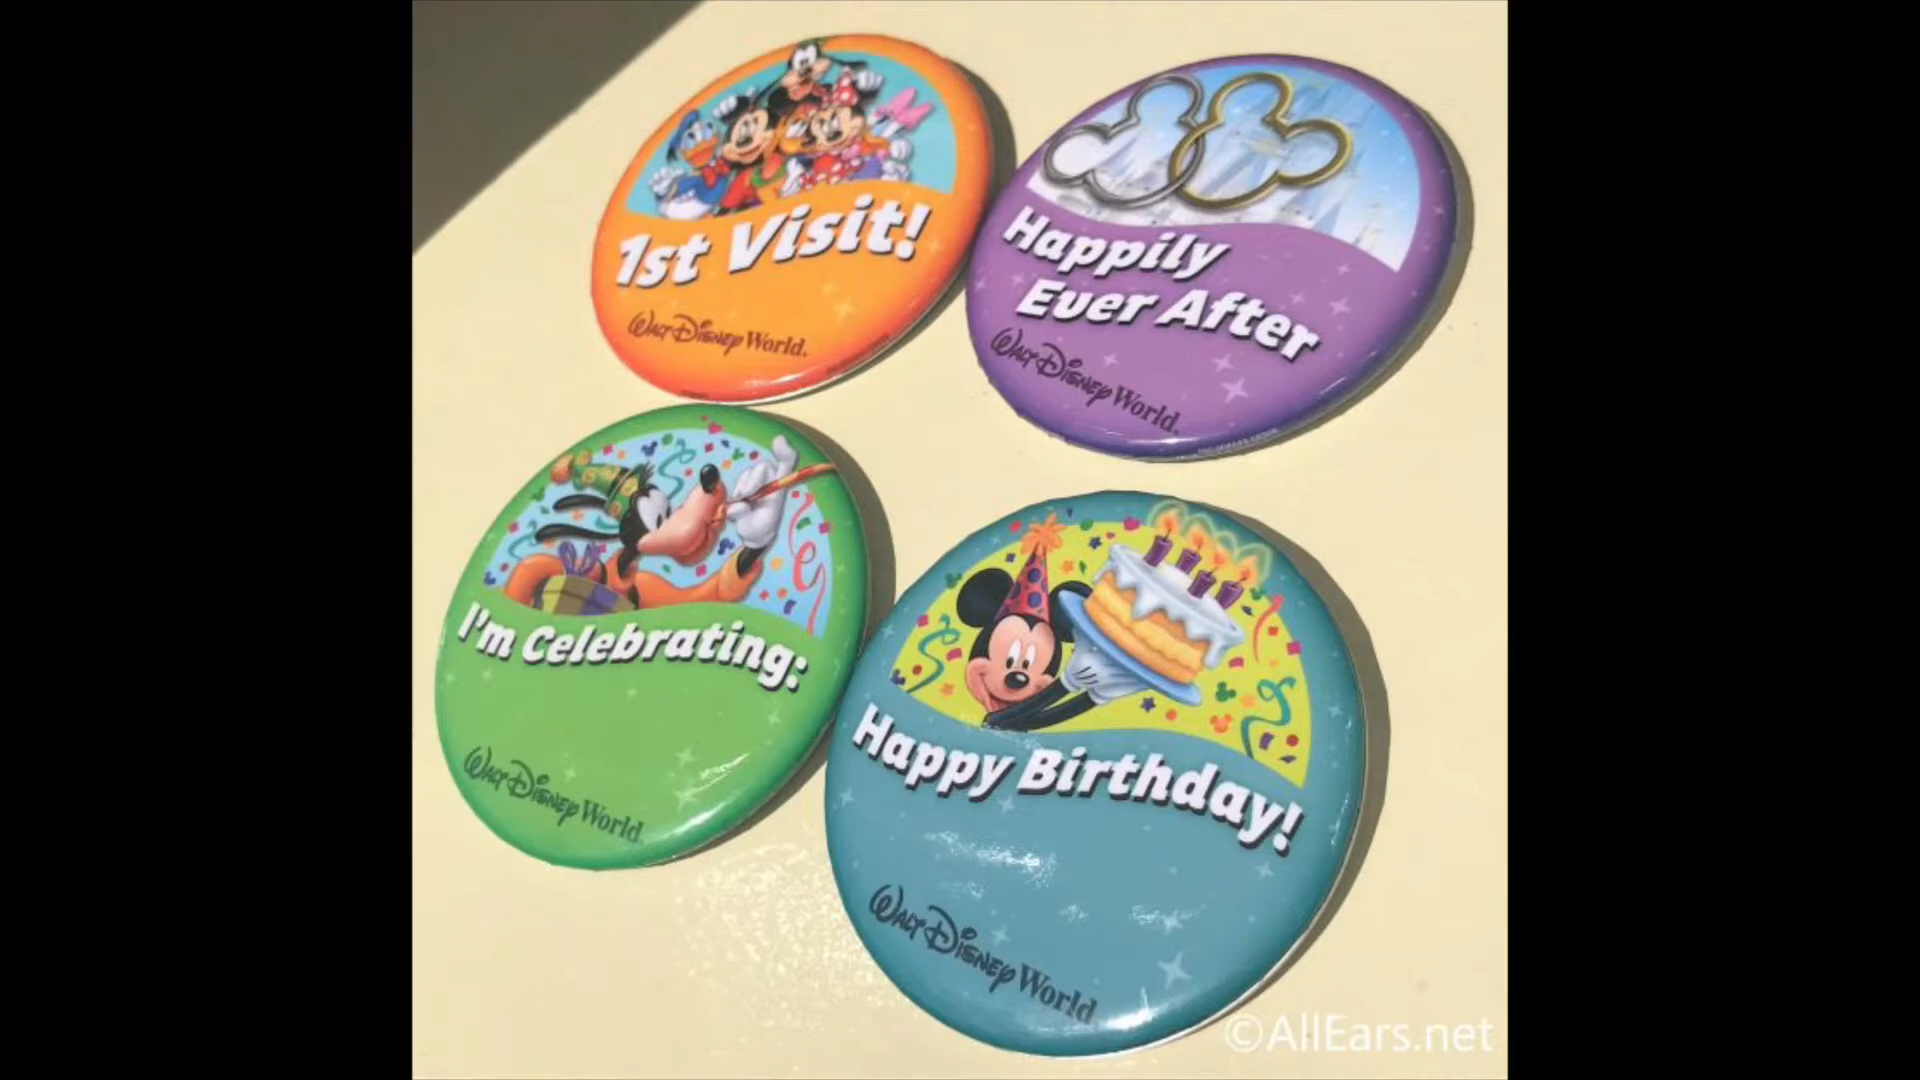 1st Visit!
Walt Disney World.
Happily
Ever After
Walt Disney World.
I'm Celebrating:
Walt Disney World.
Happy Birthday!
Walt Disney World
©AllEars.net